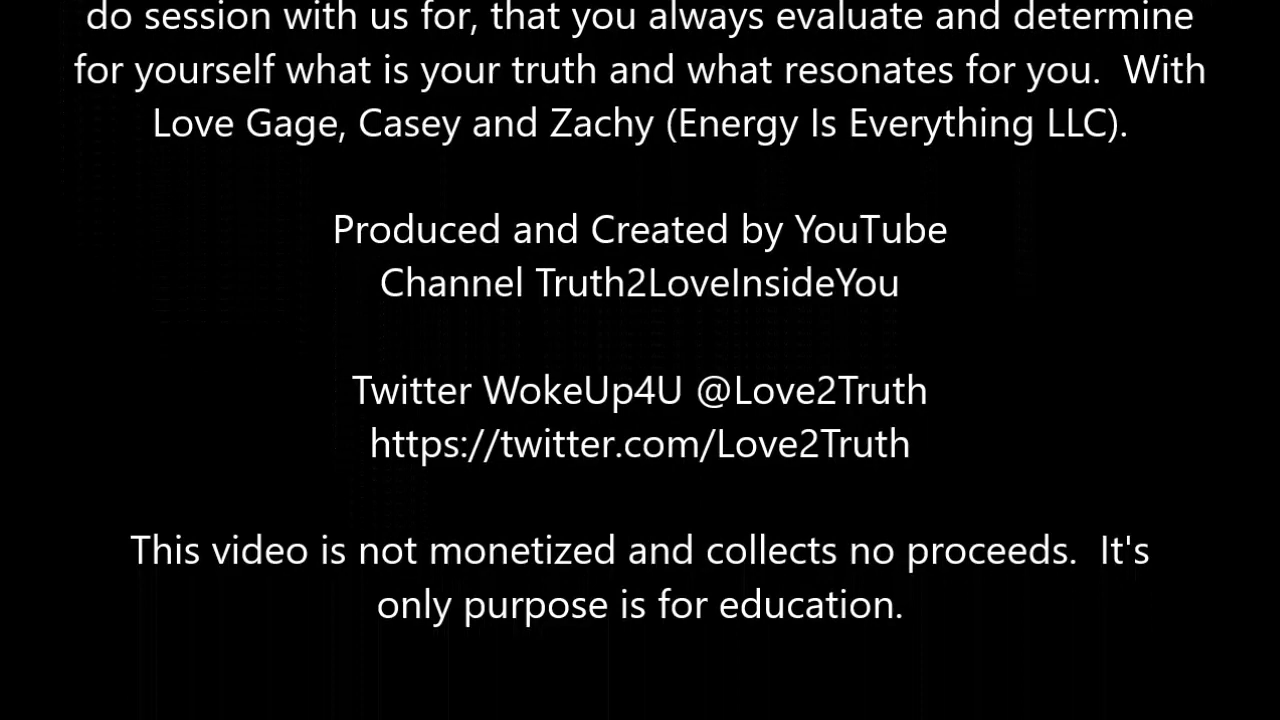 do session with us for, that you always evaluate and determine
for yourself what is your truth and what resonates for you.  With
Love Gage, Casey and Zachy (Energy Is Everything LLC).
Produced and Created by YouTube
Channel Truth2LoveInsideYou
Twitter WokeUp4U @Love2Truth
https://twitter.com/Love2Truth
This video is not monetized and collects no proceeds.  It's
only purpose is for education.